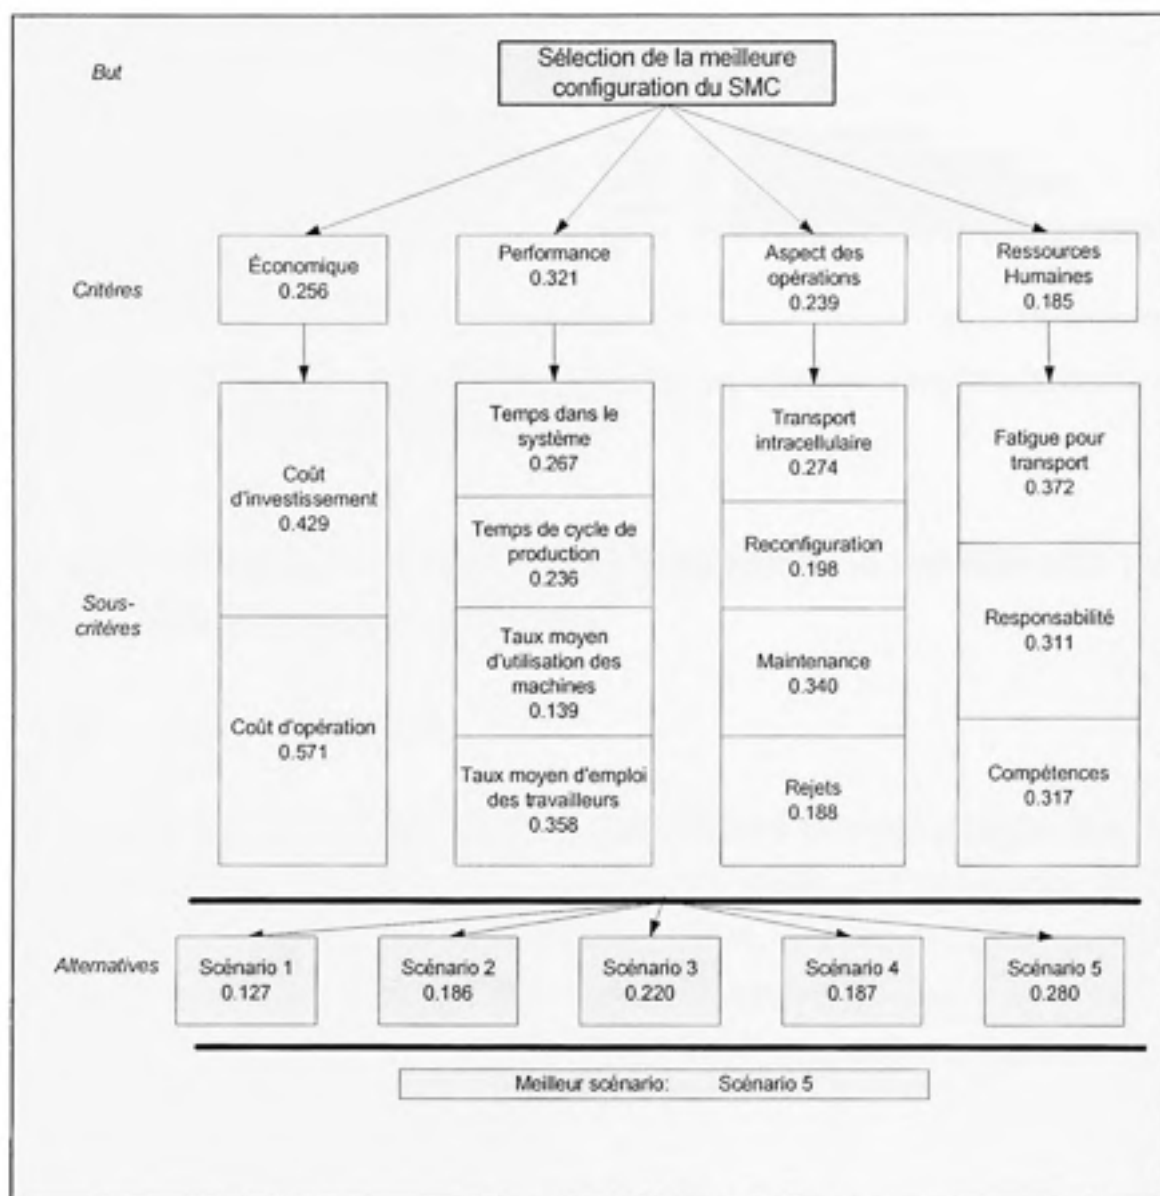 But
Sélection de la meilleure
configuration du SMC
Critéres
Économique
0.256
Performance
0.321
Aspect des
opérations
0.239
Ressources
Humaines
0.185
Sous-
critéres
Coût
d'investissement
0.429
Coût d'opération
0.571
Temps dans le
système
0.267
Temps de cycle de
production
0.236
Taux moyen
d'utilisation des
machines
0.139
Taux moyen d'emploi
des travailleurs
0.358
Transport
intracellulaire
0.274
Reconfiguration
0.198
Maintenance
0.340
Rejets
0.188
Fatigue pour
transport
0.372
Responsabilité
0.311
Compétences
0.317
Alternatives
Scénario 1
0.127
Scénario 2
0.186
Scénario 3
0.220
Scénario 4
0.187
Scénario 5
0.280
Meilleur scénario: Scénario 5